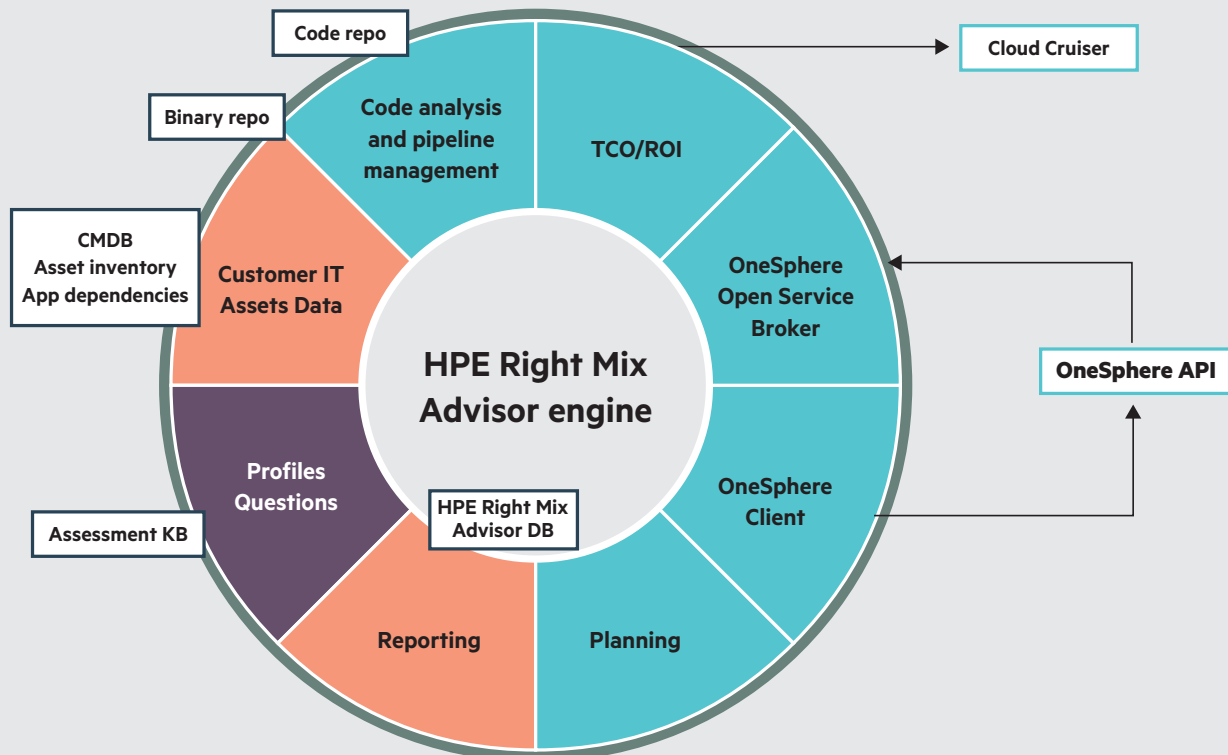 Code repo
Cloud Cruiser
Binary repo
Code analysis
and pipeline
management
TCO/ROI
CMDB
Asset inventory
App dependencies
Customer IT
Assets Data
OneSphere
Open Service
Broker
HPE Right Mix
Advisor engine
OneSphere API
Profiles
Questions
OneSphere
Client
HPE Right Mix
Advisor DB
Assessment KB
Reporting
Planning